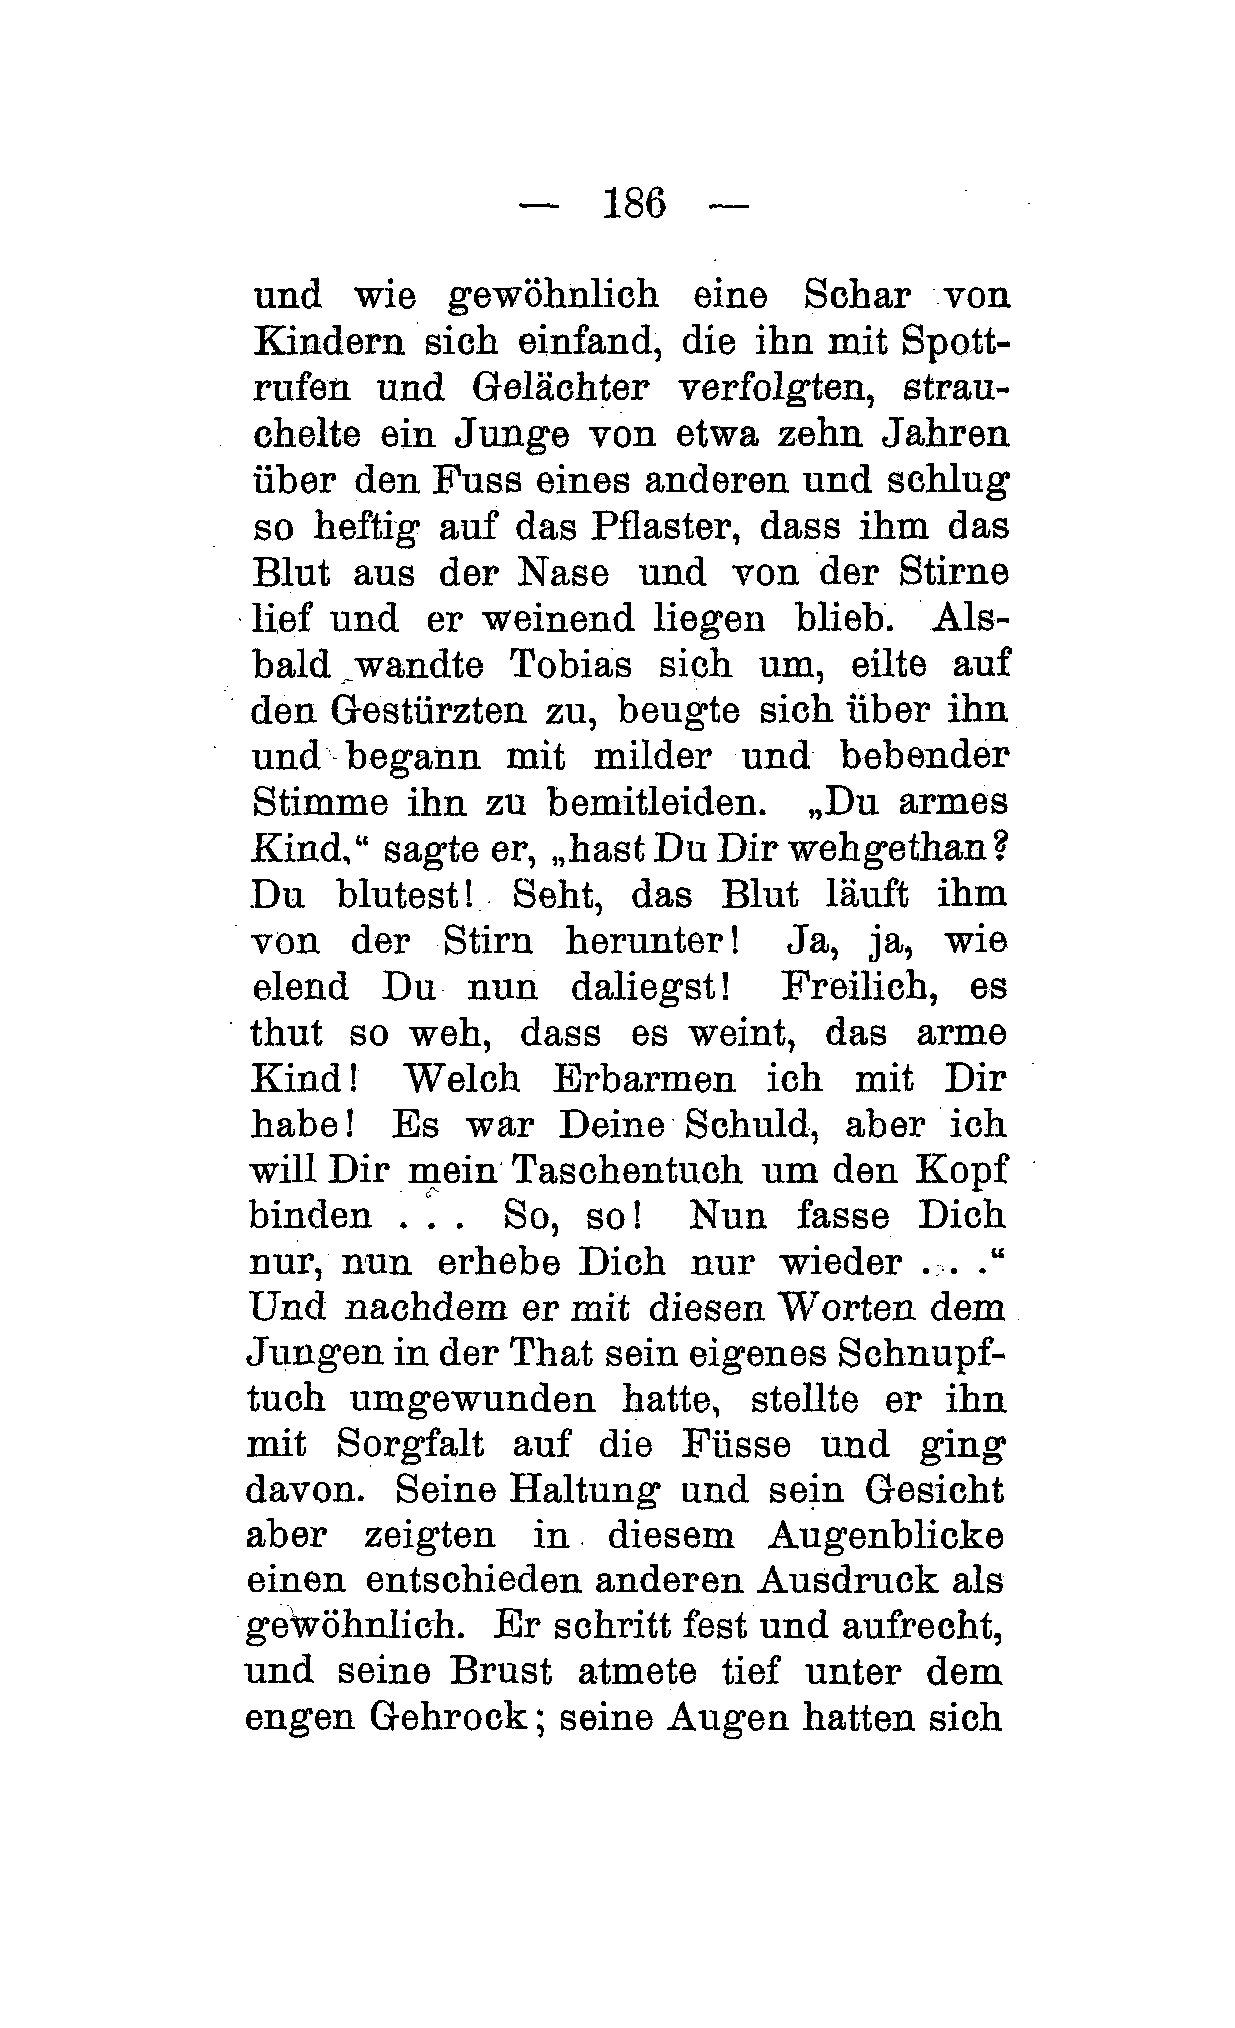 — 186 —
und wie gewöhnlich eine Schar von
Kindern sich einfand, die ihn mit Spott-
rufen und Gelächter verfolgten, strau-
chelte ein Junge von etwa zehn Jahren
über den Fuss eines anderen und schlug
so heftig auf das Pflaster, dass ihm das
Blut aus der Nase und von der Stirne
lief und er weinend liegen blieb. Als-
bald wandte Tobias sich um, eilte auf
den Gestürzten zu, beugte sich über ihn
und begann mit milder und bebender
Stimme ihn zu bemitleiden. „Du armes
Kind,“ sagte er, „hast Du Dir wehgethan?
Du blutest! Seht, das Blut läuft ihm
von der Stirn herunter! Ja, ja, wie
elend Du nun daliegst! Freilich, es
thut so weh, dass es weint, das arme
Kind! Welch Erbarmen ich mit Dir
habe! Es war Deine Schuld, aber ich
will Dir mein Taschentuch um den Kopf
binden . . . So, so! Nun fasse Dich
nur, nun erhebe Dich nur wieder . . .“
Und nachdem er mit diesen Worten dem
Jungen in der That sein eigenes Schnupf-
tuch umgewunden hatte, stellte er ihn
mit Sorgfalt auf die Füsse und ging
davon. Seine Haltung und sein Gesicht
aber zeigten in diesem Augenblicke
einen entschieden anderen Ausdruck als
gewöhnlich. Er schritt fest und aufrecht,
und seine Brust atmete tief unter dem
engen Gehrock; seine Augen hatten sich